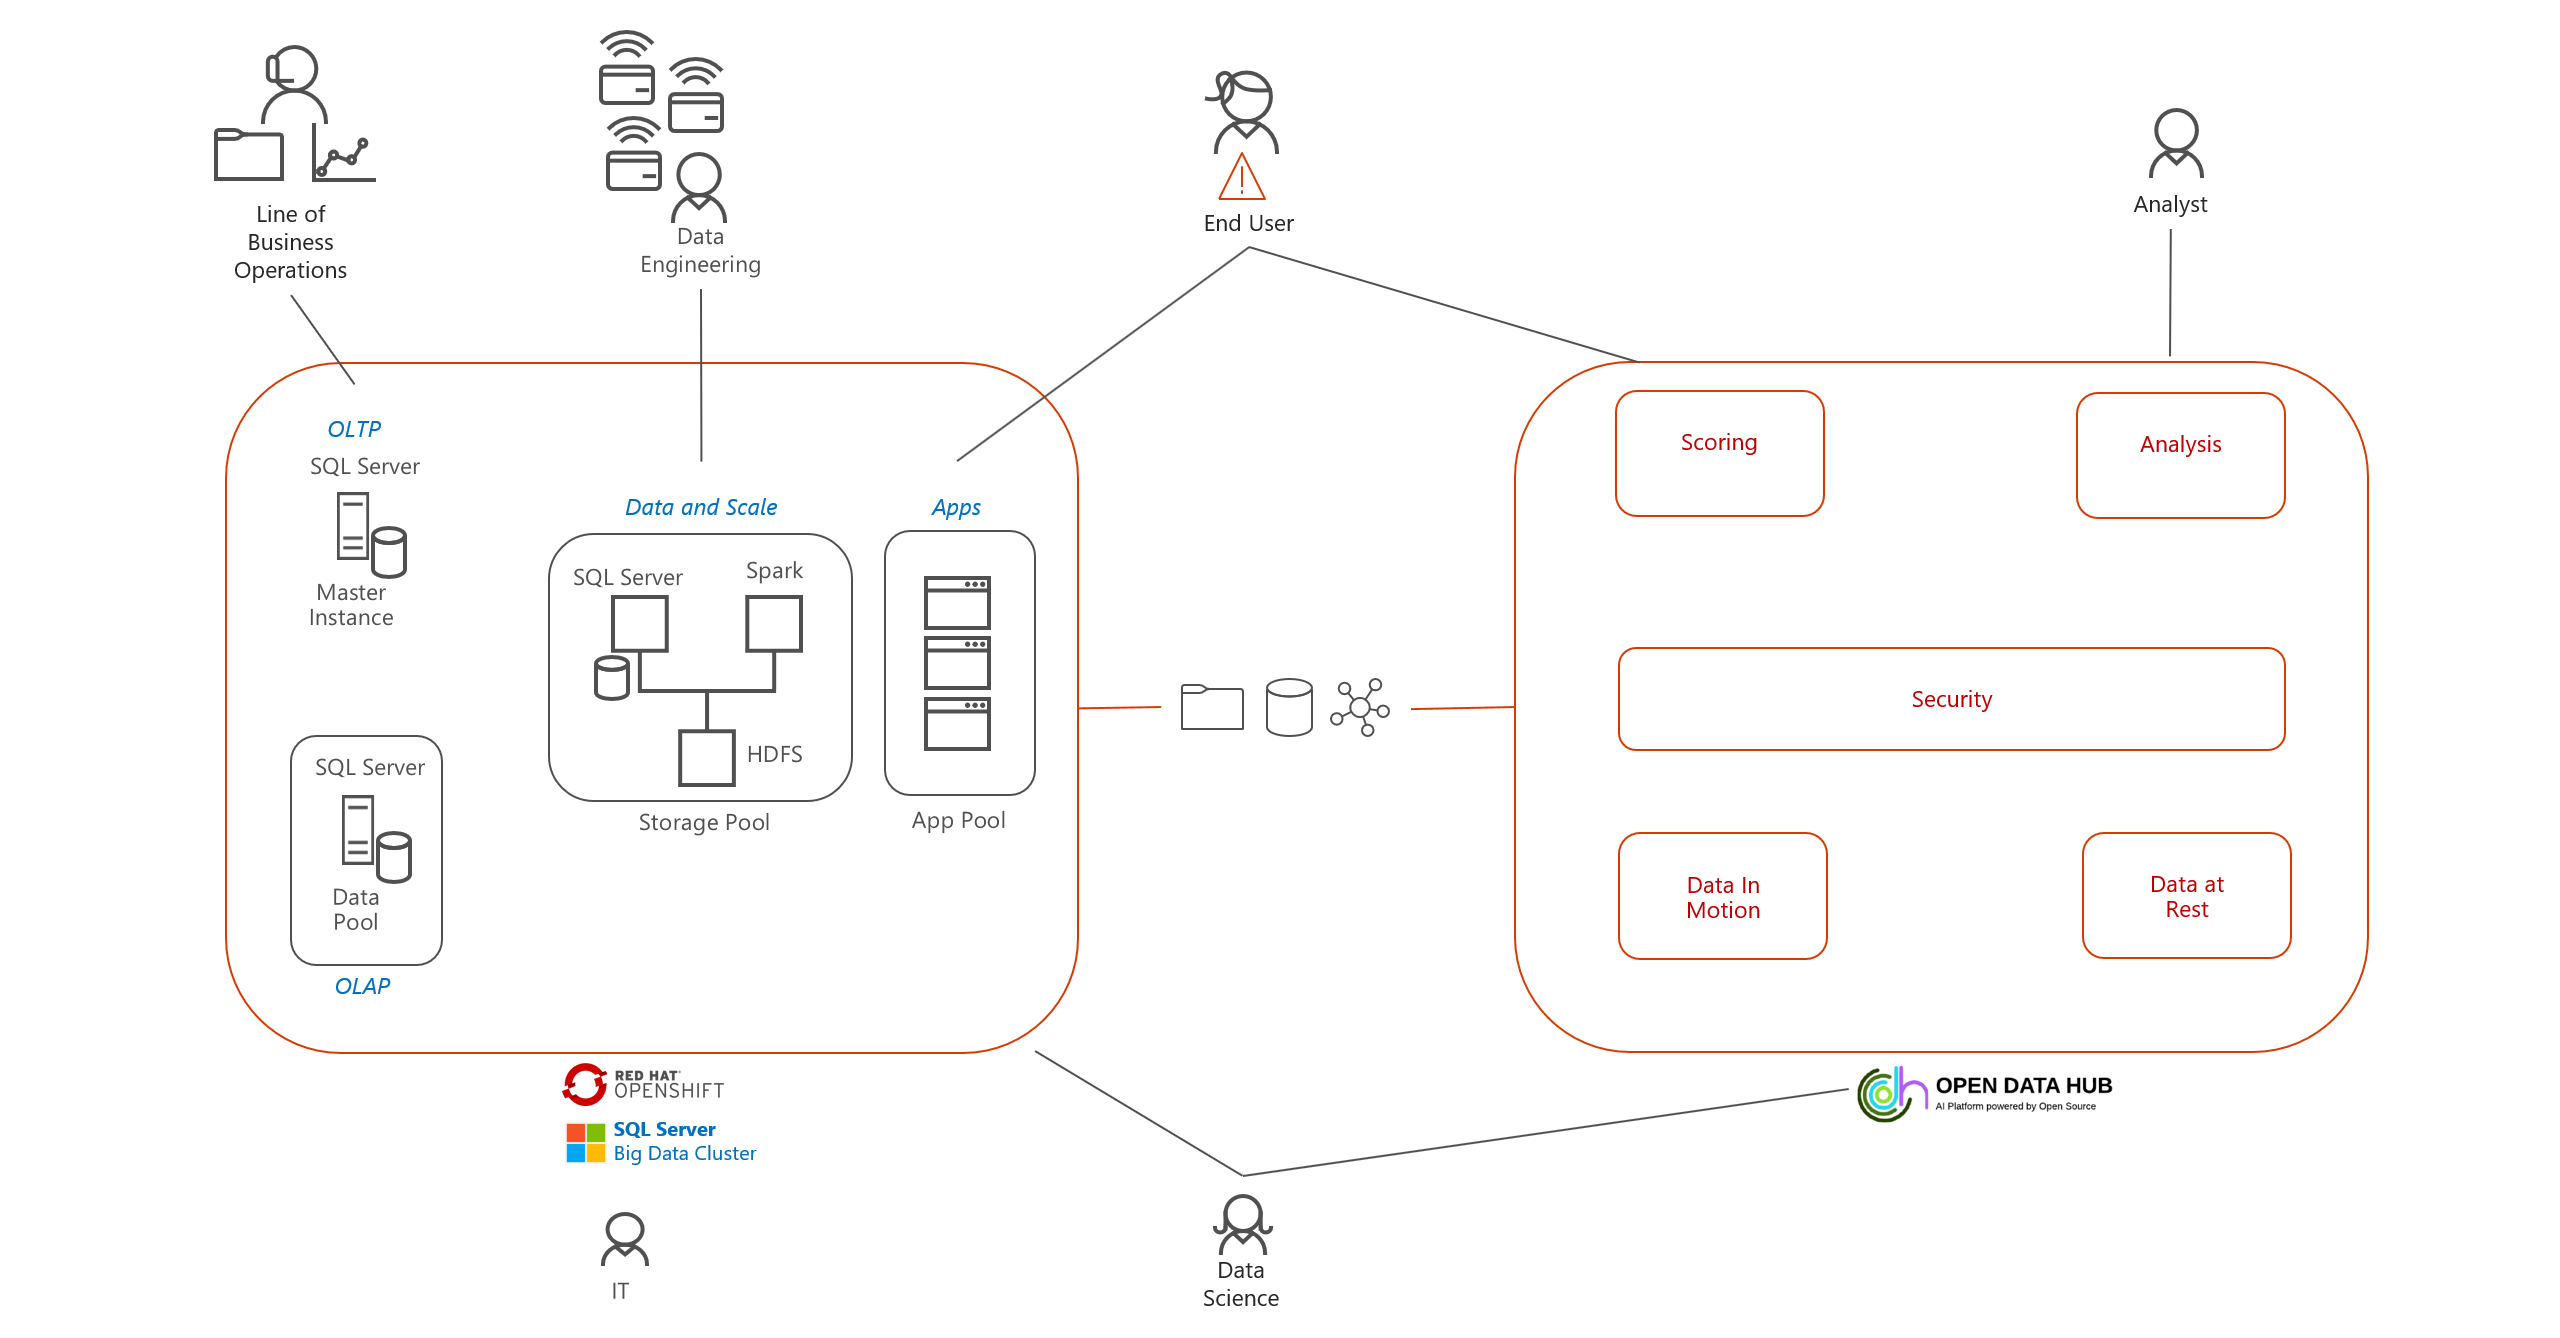 Line of
Business
Operations
Data
Engineering
End User
Analyst
OLTP
SQL Server
Master
Instance
SQL Server
Data
Pool
OLAP
Data and Scale
SQL Server
Spark
HDFS
Storage Pool
Apps
App Pool
Scoring
Analysis
Security
Data In
Motion
Data at
Rest
RED HAT
OPENSHIFT
SQL Server
Big Data Cluster
OPEN DATA HUB
AI Platform powered by Open Source
IT
Data
Science